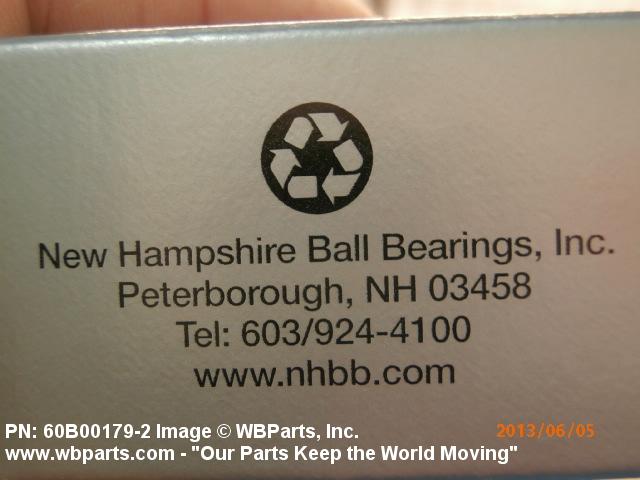 New Hampshire Ball Bearings, Inc.
Peterborough, NH 03458
Tel: 603/924-4100
www.nhbb.com
PN: 60B00179-2 Image © WBParts, Inc.
2013/06/05
www.wbparts.com - "Our Parts Keep the World Moving"